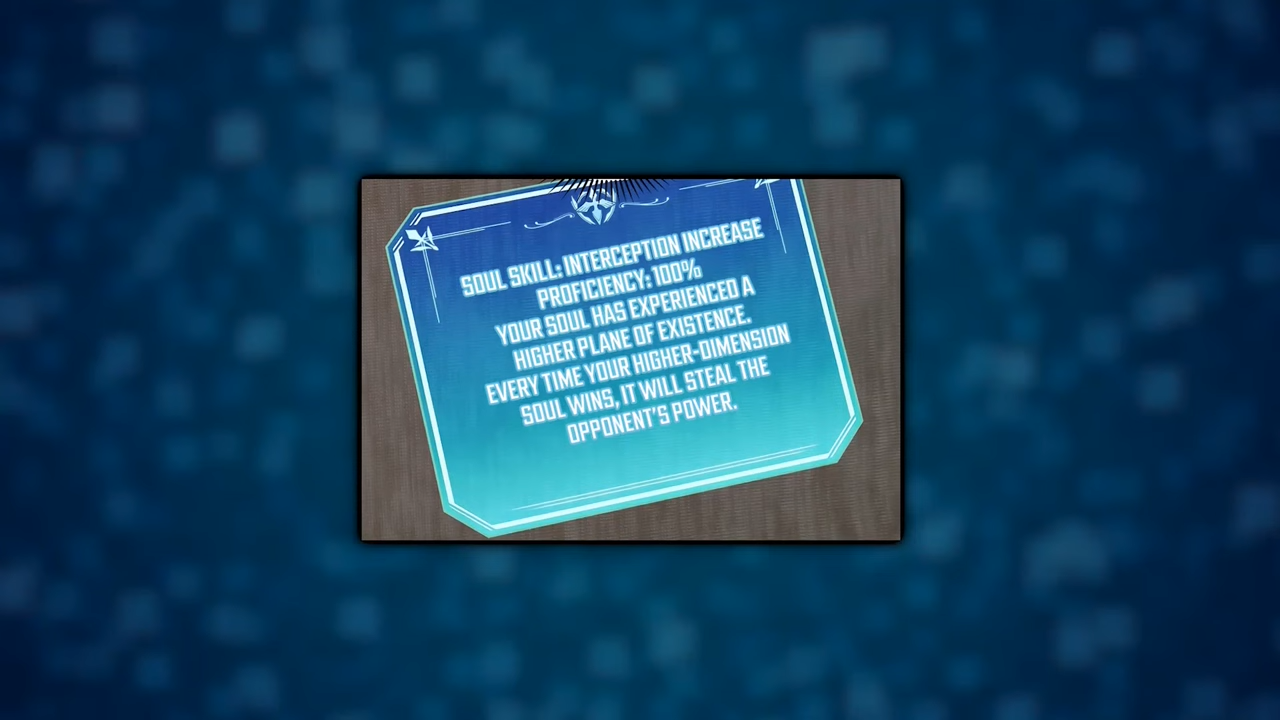 SOUL SKILL: INTERCEPTION INCREASE
PROFICIENCY: 100%
YOUR SOUL HAS EXPERIENCED A
HIGHER PLANE OF EXISTENCE.
EVERY TIME YOUR HIGHER-DIMENSION
SOUL WINS, IT WILL STEAL THE
OPPONENT'S POWER.